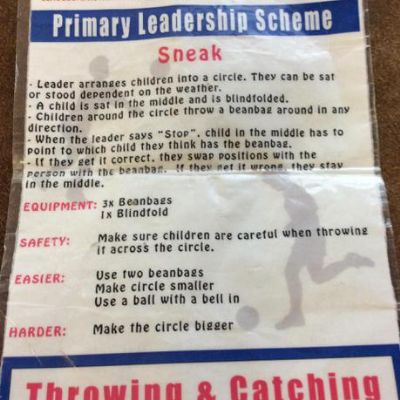 Primary Leadership Scheme
Sneak
- Leader arranges children into a circle. They can be sat
or stood dependent on the weather.
- A child is sat in the middle and is blindfolded.
- Children around the circle throw a beanbag around in any
direction.
- When the leader says "Stop", child in the middle has to
point to which child they think has the beanbag.
- If they get it correct, they swap positions with the
person with the beanbag. If they get it wrong, they stay
in the middle.
EQUIPMENT: 3x Beanbags
1x Blindfold
SAFETY: Make sure children are careful when throwing
it across the circle.
EASIER: Use two beanbags
Make circle smaller
Use a ball with a bell in
HARDER: Make the circle bigger
Throwing & Catching